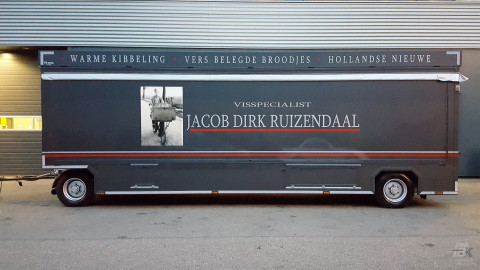 WARME KIBBELING VERS BELEGDE BROODJES HOLLANDSE NIEUWE
VISSPECIALIST
JACOB DIRK RUIZENDAAL